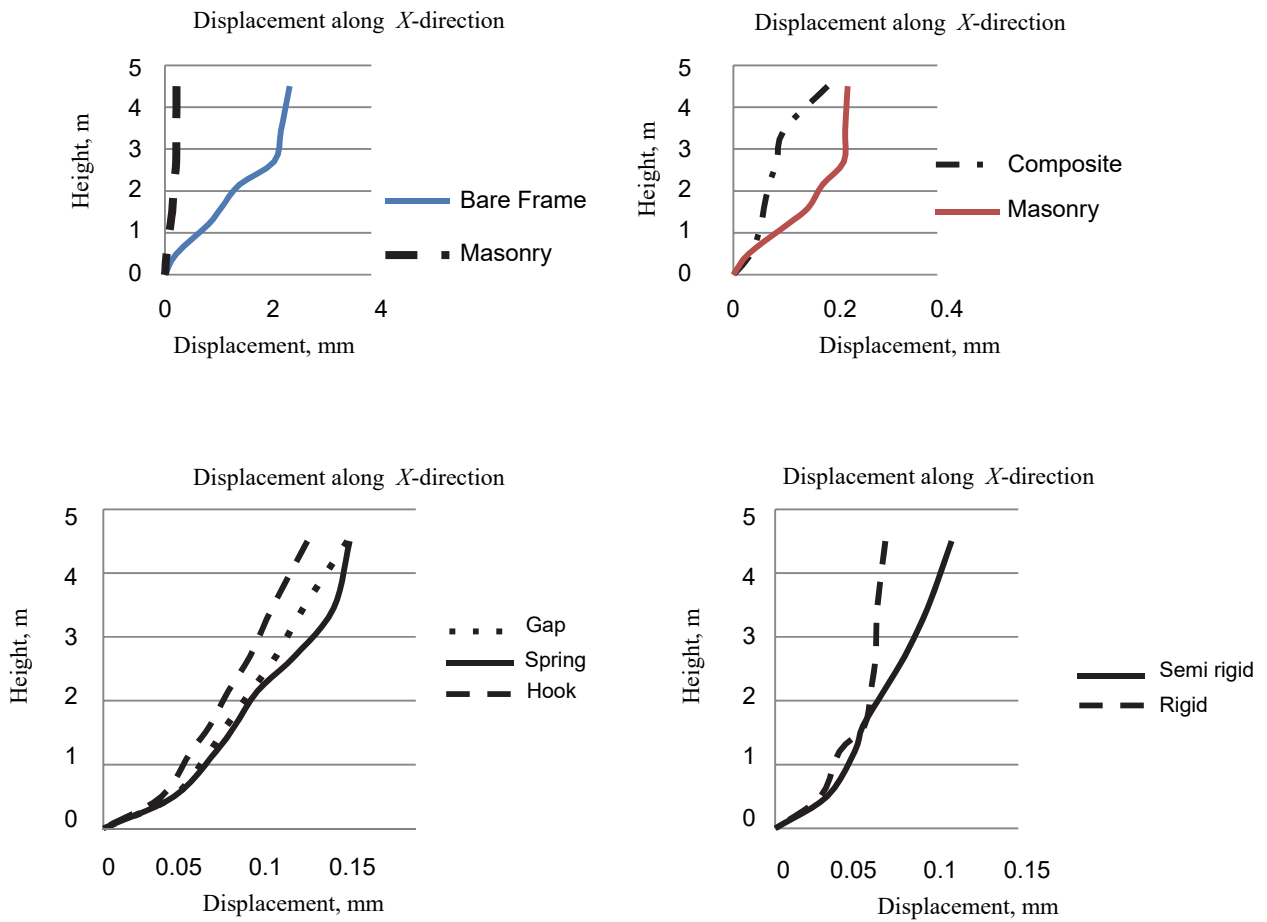 Displacement along X-direction
5
4
3
2
1
0
Height, m
0 2 4
Displacement, mm
Bare Frame
Masonry
Displacement along X-direction
5
4
3
2
1
0
Height, m
0 0.2 0.4
Displacement, mm
Composite
Masonry
Displacement along X-direction
5
4
3
2
1
0
Height, m
0 0.05 0.1 0.15
Displacement, mm
Gap
Spring
Hook
Displacement along X-direction
5
4
3
2
1
0
Height, m
0 0.05 0.1 0.15
Displacement, mm
Semi rigid
Rigid